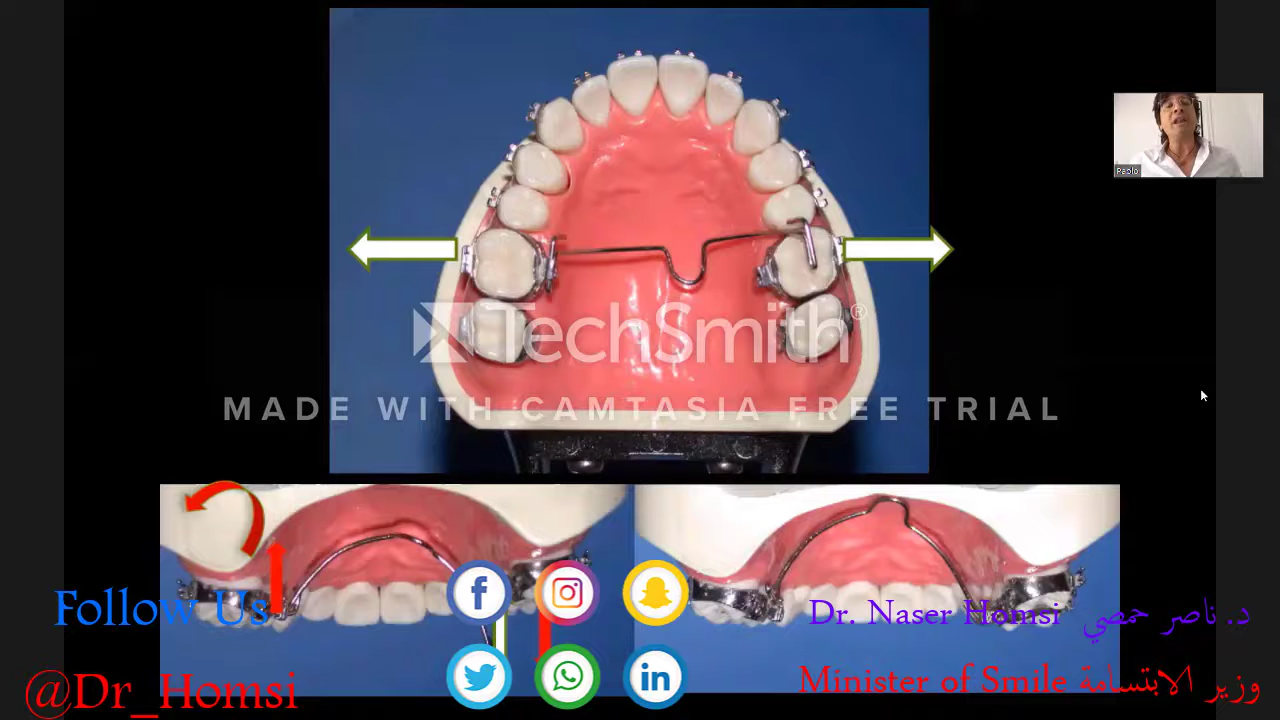 Paolo
TechSmith®
MADE WITH CAMTASIA FREE TRIAL
Follow Us
Dr. Naser Homsi د. ناصر حمصي
@Dr_Homsi
Minister of Smile وزير الابتسامة